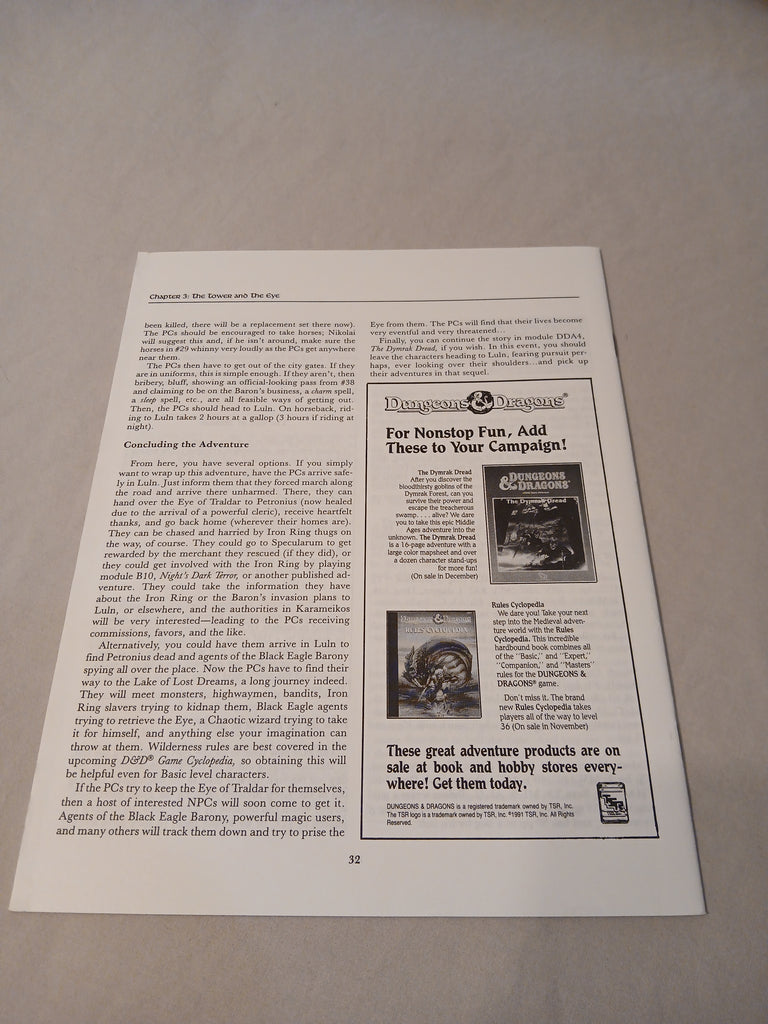 Chapter 3: The Tower and The Eye
been killed, there will be a replacement set there now).
The PCs should be encouraged to take horses; Nikolai
will suggest this and, if he isn't around, make sure the
horses in #29 whinny very loudly as the PCs get anywhere
near them.
The PCs then have to get out of the city gates. If they
are in uniforms, this is simple enough. If they aren't, then
bribery, bluff, showing an official-looking pass from #38
and claiming to be on the Baron's business, a charm spell,
a sleep spell, etc., are all feasible ways of getting out.
Then, the PCs should head to Luln. On horseback, rid-
ing to Luln takes 2 hours at a gallop (3 hours if riding at
night).
Concluding the Adventure
From here, you have several options. If you simply
want to wrap up this adventure, have the PCs arrive safe-
ly in Luln. Just inform them that they forced march along
the road and arrive there unharmed. There, they can
hand over the Eye of Traldar to Petronius (now healed
due to the arrival of a powerful cleric), receive heartfelt
thanks, and go back home (wherever their homes are).
They can be chased and harried by Iron Ring thugs on
the way, of course. They could go to Specularum to get
rewarded by the merchant they rescued (if they did), or
they could get involved with the Iron Ring by playing
module B10, Night's Dark Terror, or another published ad-
venture. They could take the information they have
about the Iron Ring or the Baron's invasion plans to
Luln, or elsewhere, and the authorities in Karameikos
will be very interested—leading to the PCs receiving
commissions, favors, and the like.
Alternatively, you could have them arrive in Luln to
find Petronius dead and agents of the Black Eagle Barony
spying all over the place. Now the PCs have to find their
way to the Lake of Lost Dreams, a long journey indeed.
They will meet monsters, highwaymen, bandits, Iron
Ring slavers trying to kidnap them, Black Eagle agents
trying to retrieve the Eye, a Chaotic wizard trying to take
it for himself, and anything else your imagination can
throw at them. Wilderness rules are best covered in the
upcoming D&D® Game Cyclopedia, so obtaining this will
be helpful even for Basic level characters.
If the PCs try to keep the Eye of Traldar for themselves,
then a host of interested NPCs will soon come to get it.
Agents of the Black Eagle Barony, powerful magic users,
and many others will track them down and try to prise the
Eye from them. The PCs will find that their lives become
very eventful and very threatened...
Finally, you can continue the story in module DDA4,
The Dymrak Dread, if you wish. In this event, you should
leave the characters heading to Luln, fearing pursuit per-
haps, ever looking over their shoulders...and pick up
their adventures in that sequel.
Dungeons & Dragons®
For Nonstop Fun, Add
These to Your Campaign!
The Dymrak Dread
After you discover the
bloodthirsty goblins of the
Dymrak Forest, can you
survive their power and
escape the treacherous
swamp. . . . alive? We dare
you to take this epic Middle
Ages adventure into the
unknown. The Dymrak Dread
is a 16-page adventure with a
large color mapsheet and over
a dozen character stand-ups
for more fun!
(On sale in December)
DUNGEONS
& DRAGONS
The Dymrak Dread
Dungeons & Dragons
RULES CYCLOPEDIA
Rules Cyclopedia
We dare you! Take your next
step into the Medieval adven-
ture world with the Rules
Cyclopedia. This incredible
hardbound book combines all
of the "Basic," and "Expert,"
"Companion," and "Masters"
rules for the DUNGEONS &
DRAGONS® game.
Don't miss it. The brand
new Rules Cyclopedia takes
players all of the way to level
36 (On sale in November)
These great adventure products are on
sale at book and hobby stores every-
where! Get them today.
DUNGEONS & DRAGONS is a registered trademark owned by TSR, Inc.
The TSR logo is a trademark owned by TSR, Inc. ©1991 TSR, Inc. All Rights
Reserved.
TSR
32